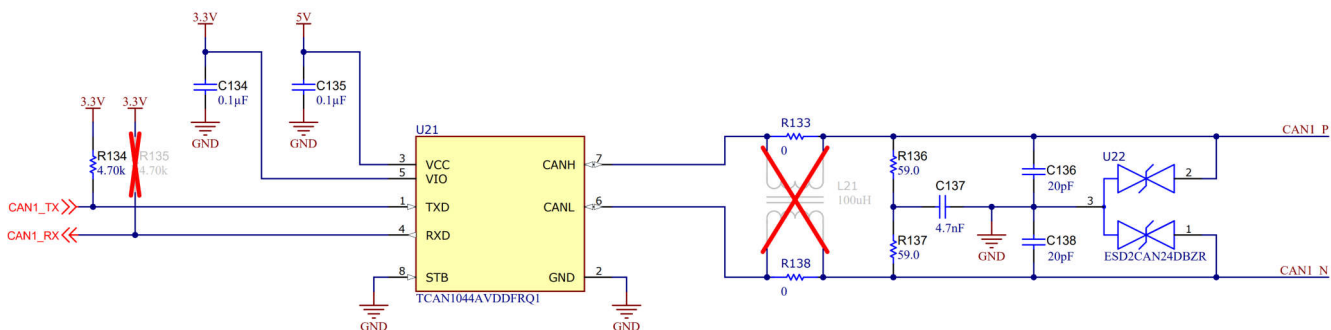 3.3V
5V
C134
0.1µF
GND
C135
0.1µF
GND
3.3V
3.3V
R134
4.70k
R135
4.70k
CAN1_TX
CAN1_RX
U21
3
VCC
5
VIO
1
TXD
4
RXD
8
STB
CANH
7
CANL
6
GND
2
TCAN1044AVDDFRQ1
GND
GND
R133
0
L21
100uH
R138
0
R136
59.0
C137
4.7nF
R137
59.0
GND
C136
20pF
C138
20pF
U22
3
2
1
ESD2CAN24DBZR
CAN1_P
CAN1_N